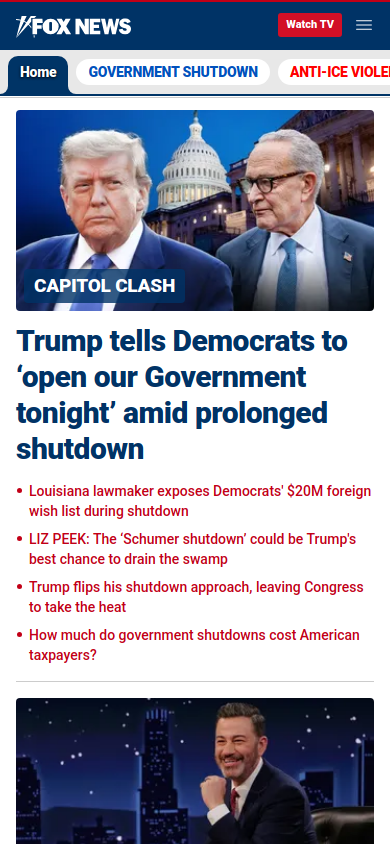 FOX NEWS
Watch TV
Home
GOVERNMENT SHUTDOWN
ANTI-ICE VIOLE
CAPITOL CLASH
Trump tells Democrats to
‘open our Government
tonight’ amid prolonged
shutdown
• Louisiana lawmaker exposes Democrats' $20M foreign
wish list during shutdown
• LIZ PEEK: The ‘Schumer shutdown’ could be Trump's
best chance to drain the swamp
• Trump flips his shutdown approach, leaving Congress
to take the heat
• How much do government shutdowns cost American
taxpayers?